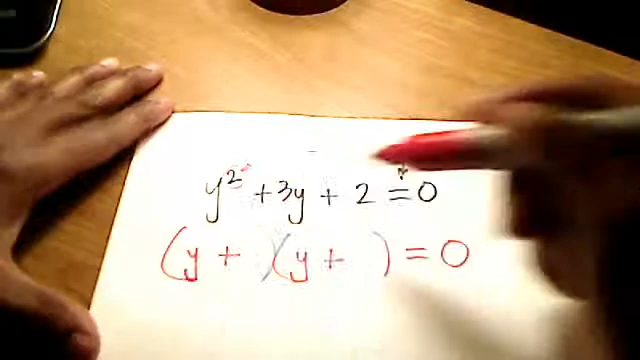 y² + 3y + 2 = 0
(y + )(y + ) = 0